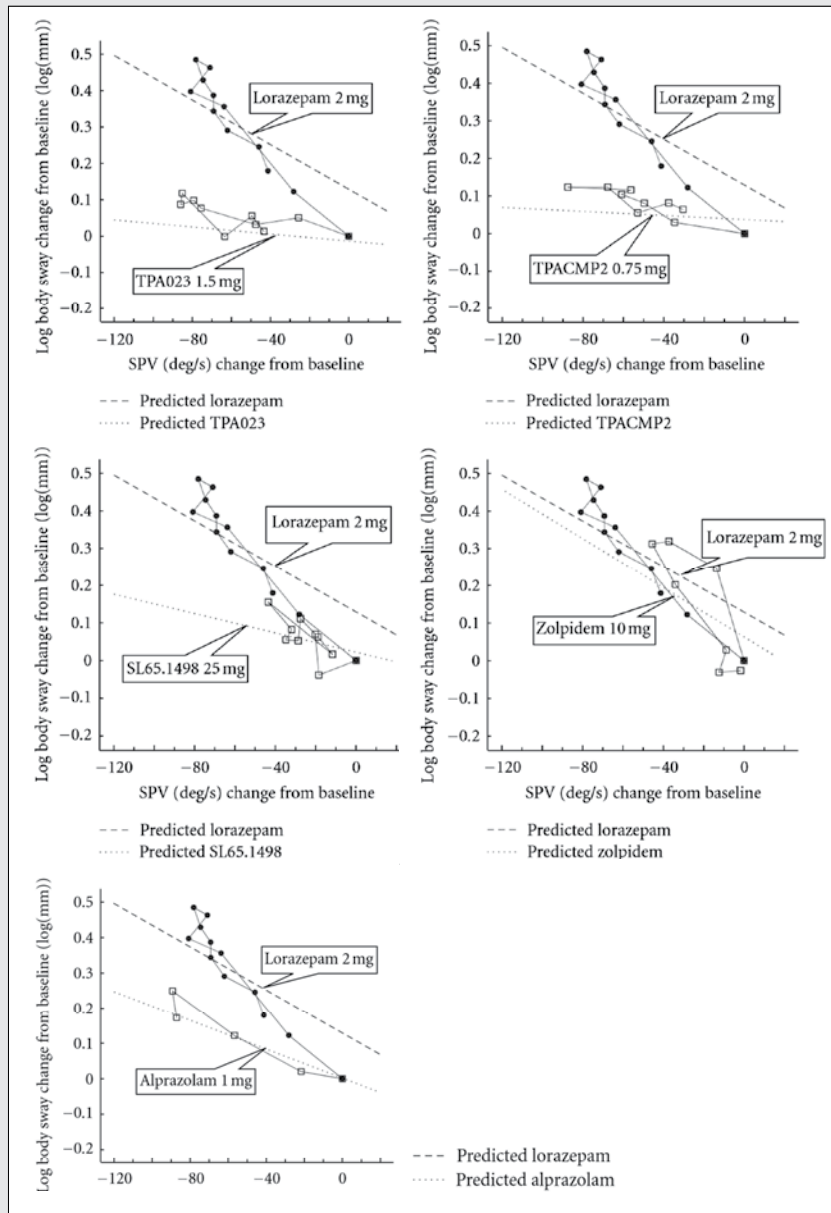 Log body sway change from baseline (log(mm))
0.5
0.4
0.3
0.2
0.1
0
−0.1
−0.2
Lorazepam 2 mg
TPA023 1.5 mg
−120
−80
−40
0
SPV (deg/s) change from baseline
Predicted lorazepam
Predicted TPA023
Log body sway change from baseline (log(mm))
0.5
0.4
0.3
0.2
0.1
0
−0.1
−0.2
Lorazepam 2 mg
TPACMP2 0.75 mg
−120
−80
−40
0
SPV (deg/s) change from baseline
Predicted lorazepam
Predicted TPACMP2
Log body sway change from baseline (log(mm))
0.5
0.4
0.3
0.2
0.1
0
−0.1
−0.2
Lorazepam 2 mg
SL65.1498 25 mg
−120
−80
−40
0
SPV (deg/s) change from baseline
Predicted lorazepam
Predicted SL65.1498
Log body sway change from baseline (log(mm))
0.5
0.4
0.3
0.2
0.1
0
−0.1
−0.2
Lorazepam 2 mg
Zolpidem 10 mg
−120
−80
−40
0
SPV (deg/s) change from baseline
Predicted lorazepam
Predicted zolpidem
Log body sway change from baseline (log(mm))
0.5
0.4
0.3
0.2
0.1
0
−0.1
−0.2
Lorazepam 2 mg
Alprazolam 1 mg
−120
−80
−40
0
SPV (deg/s) change from baseline
Predicted lorazepam
Predicted alprazolam